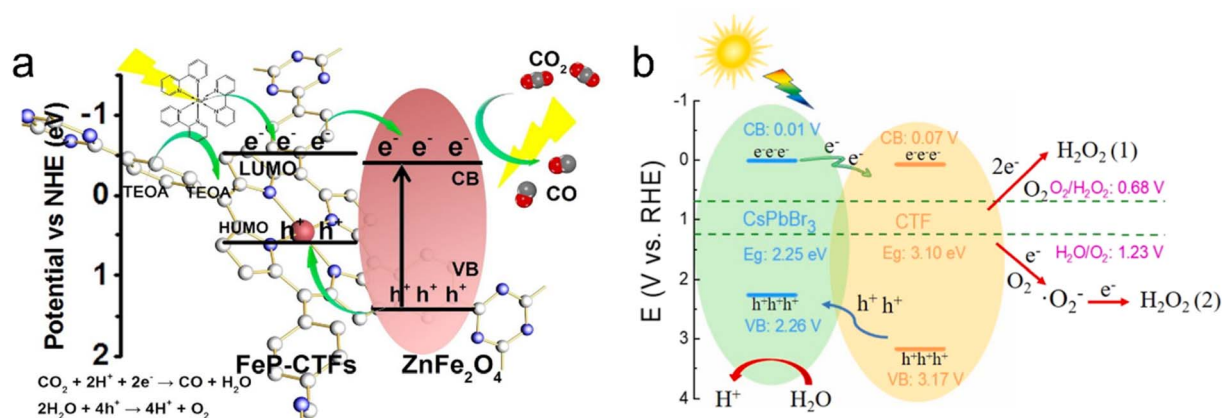 a
Potential vs NHE (eV)
-1
0
1
2
TEOA
TEOA
e⁻ e⁻ e⁻
LUMO
HUMO
h⁺ h⁺
FeP-CTFs
e⁻ e⁻ e⁻
CB
VB
h⁺ h⁺ h⁺
ZnFe₂O₄
CO₂
CO
CO₂ + 2H⁺ + 2e⁻ → CO + H₂O
2H₂O + 4h⁺ → 4H⁺ + O₂
b
E (V vs. RHE)
-1
0
1
2
3
4
CB: 0.01 V
e⁻e⁻e⁻
CsPbBr₃
Eg: 2.25 eV
h⁺h⁺h⁺
VB: 2.26 V
H⁺
H₂O
e⁻
e⁻
h⁺ h⁺
CB: 0.07 V
e⁻e⁻e⁻
CTF
Eg: 3.10 eV
h⁺h⁺h⁺
VB: 3.17 V
2e⁻
H₂O₂ (1)
O₂
O₂/H₂O₂: 0.68 V
H₂O/O₂: 1.23 V
e⁻
O₂
·O₂⁻
e⁻
H₂O₂ (2)